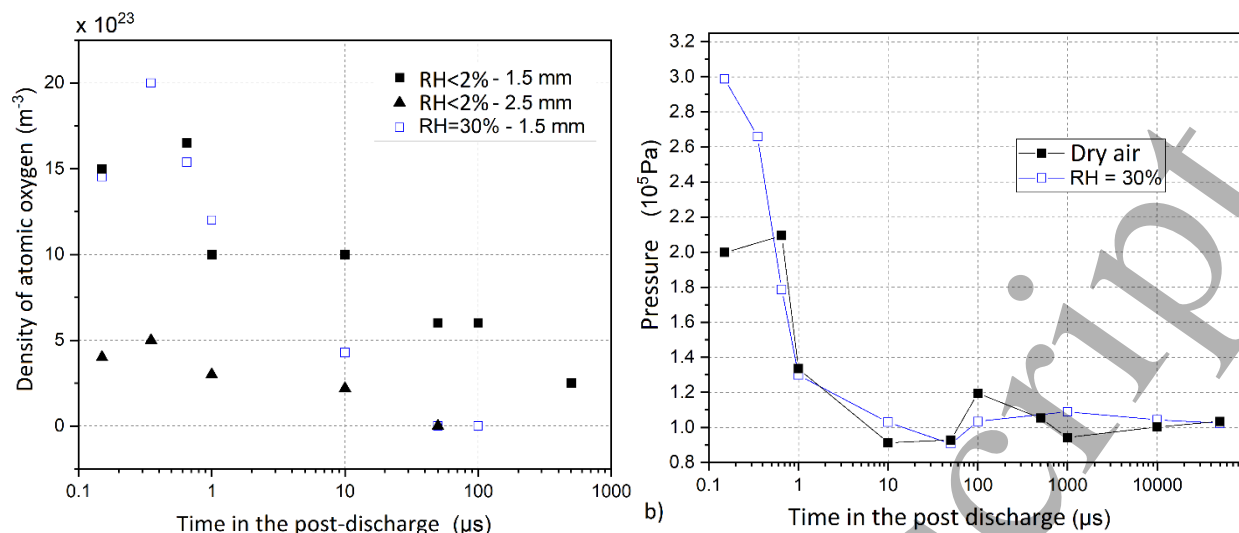 x 10²³
Density of atomic oxygen (m⁻³)
20
15
10
5
0
RH<2% - 1.5 mm
RH<2% - 2.5 mm
RH=30% - 1.5 mm
0.1 1 10 100 1000
Time in the post-discharge (µs)
b)
Pressure (10⁵Pa)
3.2
3.0
2.8
2.6
2.4
2.2
2.0
1.8
1.6
1.4
1.2
1.0
0.8
Dry air
RH = 30%
0.1 1 10 100 1000 10000
Time in the post discharge (µs)